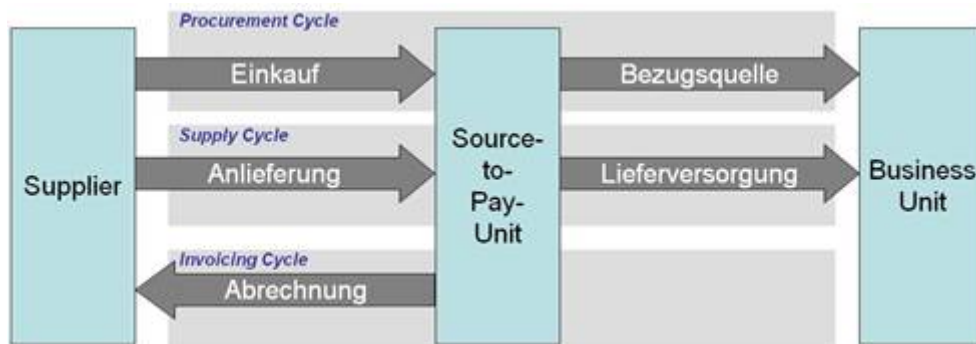 Procurement Cycle
Einkauf
Bezugsquelle
Supply Cycle
Supplier
Anlieferung
Source-
to-
Pay-
Unit
Lieferversorgung
Business
Unit
Invoicing Cycle
Abrechnung